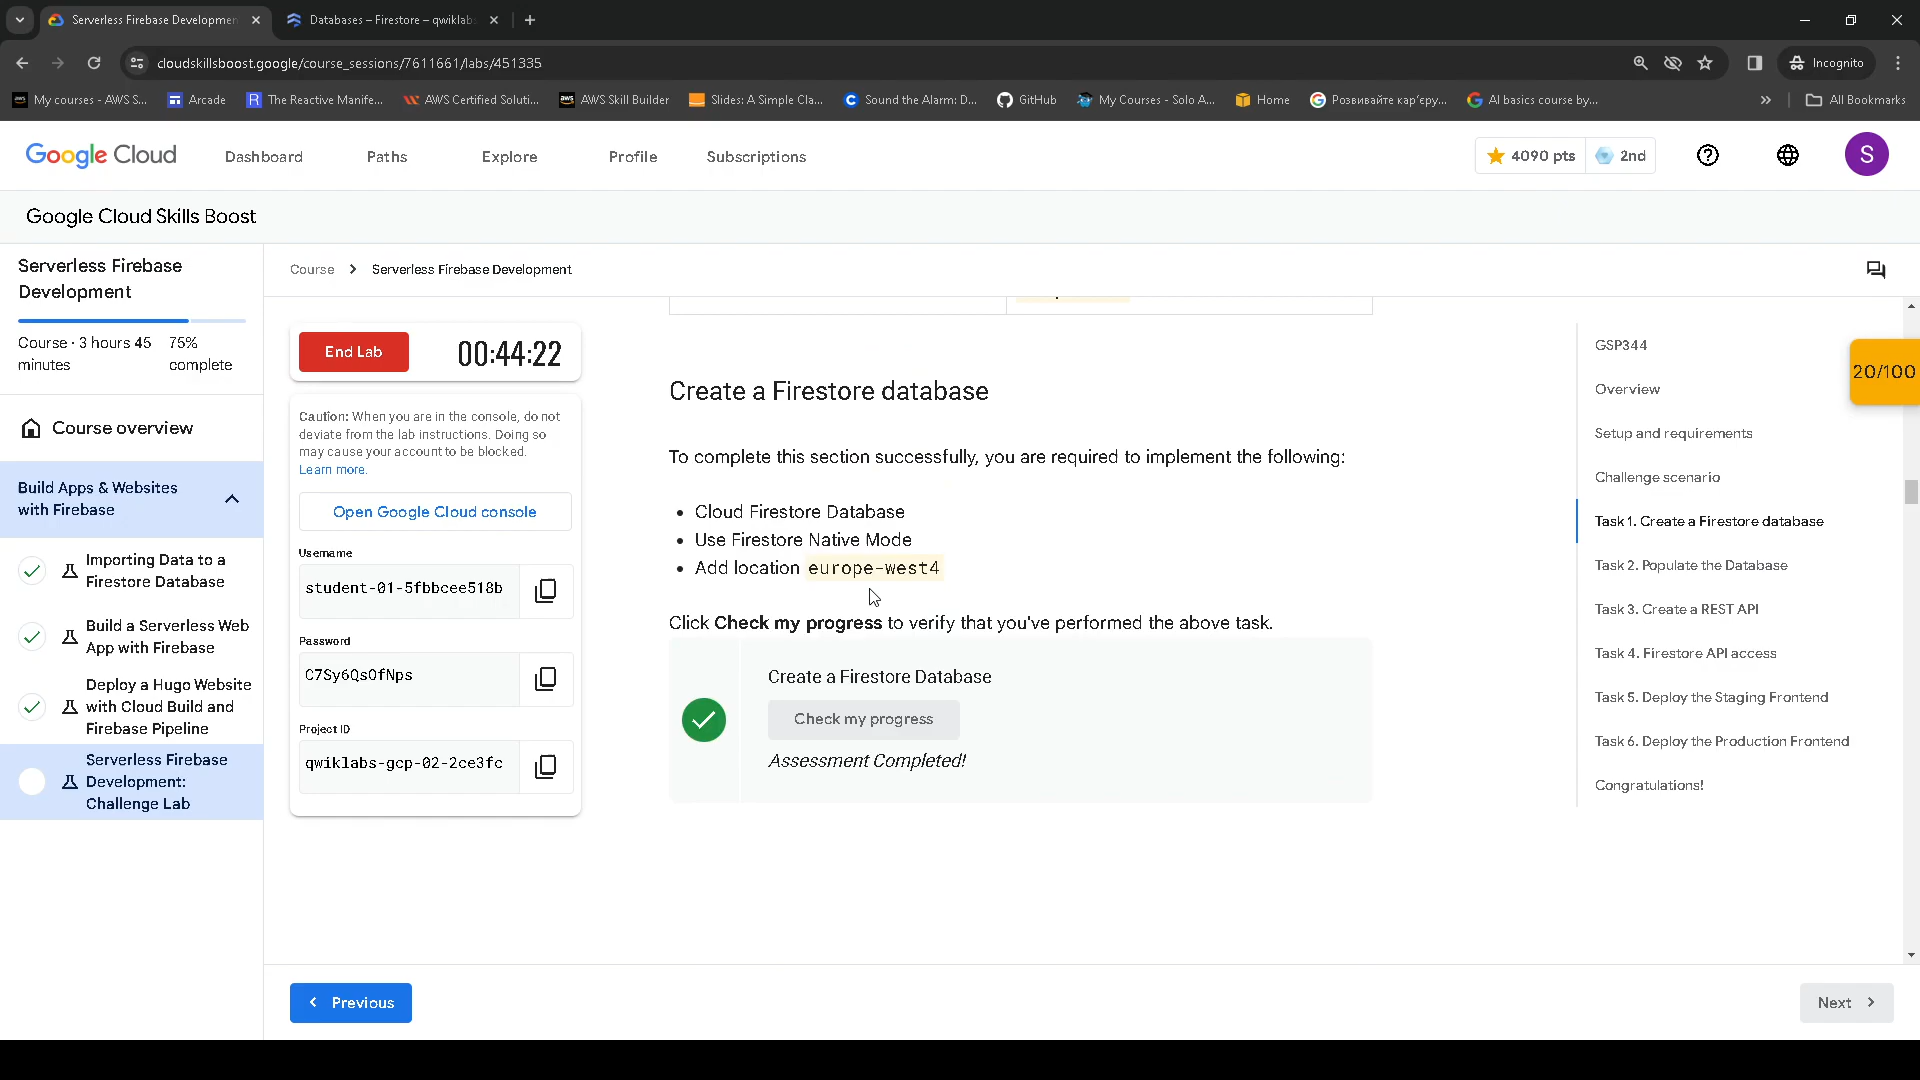 Serverless Firebase Developmen
Databases – Firestore – qwiklabs
cloudskillsboost.google/course_sessions/7611661/labs/451335
Incognito
My courses - AWS S...
Arcade
The Reactive Manife...
AWS Certified Soluti...
AWS Skill Builder
Slides: A Simple Cla...
Sound the Alarm: D...
GitHub
My Courses - Solo A...
Home
Розвивайте кар'єру...
AI basics course by...
»
All Bookmarks
Google Cloud
Dashboard
Paths
Explore
Profile
Subscriptions
4090 pts
2nd
S
Google Cloud Skills Boost
Serverless Firebase
Development
Course · 3 hours 45
minutes
75%
complete
Course overview
Build Apps & Websites
with Firebase
Importing Data to a
Firestore Database
Build a Serverless Web
App with Firebase
Deploy a Hugo Website
with Cloud Build and
Firebase Pipeline
Serverless Firebase
Development:
Challenge Lab
Course > Serverless Firebase Development
End Lab
00:44:22
Caution: When you are in the console, do not
deviate from the lab instructions. Doing so
may cause your account to be blocked.
Learn more.
Open Google Cloud console
Username
student-01-5fbbcee518b
Password
C7Sy6QsOfNps
Project ID
qwiklabs-gcp-02-2ce3fc
Create a Firestore database
To complete this section successfully, you are required to implement the following:
• Cloud Firestore Database
• Use Firestore Native Mode
• Add location europe-west4
Click Check my progress to verify that you've performed the above task.
Create a Firestore Database
Check my progress
Assessment Completed!
GSP344
Overview
Setup and requirements
Challenge scenario
Task 1. Create a Firestore database
Task 2. Populate the Database
Task 3. Create a REST API
Task 4. Firestore API access
Task 5. Deploy the Staging Frontend
Task 6. Deploy the Production Frontend
Congratulations!
20/100
Previous
Next